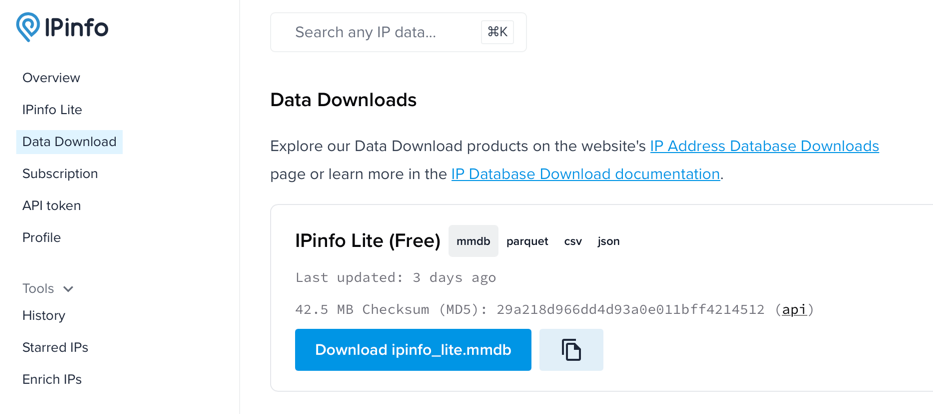 IPinfo
Search any IP data... ⌘K
Overview
IPinfo Lite
Data Download
Subscription
API token
Profile
Tools
History
Starred IPs
Enrich IPs
Data Downloads
Explore our Data Download products on the website's IP Address Database Downloads
page or learn more in the IP Database Download documentation.
IPinfo Lite (Free) mmdb parquet csv json
Last updated: 3 days ago
42.5 MB Checksum (MD5): 29a218d966dd4d93a0e011bff4214512 (api)
Download ipinfo_lite.mmdb